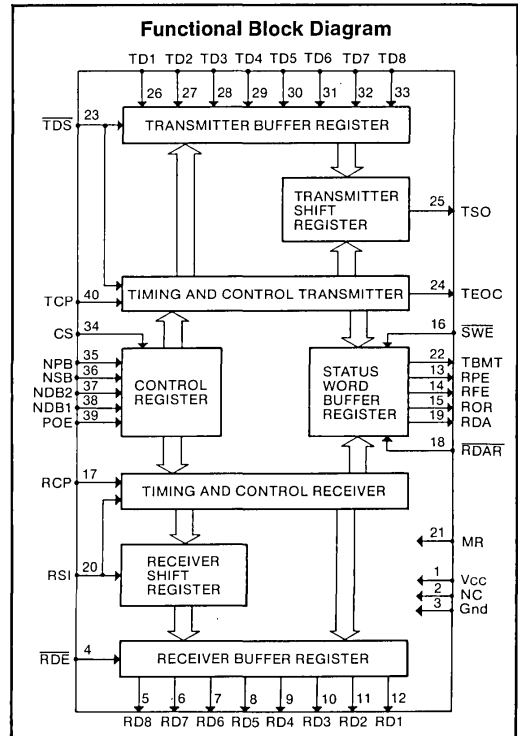 Functional Block Diagram
TD1 TD2 TD3 TD4 TD5 TD6 TD7 TD8
26 27 28 29 30 31 32 33
TDS 23
TRANSMITTER BUFFER REGISTER
TRANSMITTER
SHIFT
REGISTER
25 TSO
TIMING AND CONTROL TRANSMITTER
24 TEOC
TCP 40
CS 34
16 SWE
NPB 35
NSB 36
NDB2 37
NDB1 38
POE 39
CONTROL
REGISTER
STATUS
WORD
BUFFER
REGISTER
22 TBMT
13 RPE
14 RFE
15 ROR
19 RDA
18 RDAR
RCP 17
TIMING AND CONTROL RECEIVER
21 MR
RSI 20
RECEIVER
SHIFT
REGISTER
1 Vcc
2 NC
3 Gnd
RDE 4
RECEIVER BUFFER REGISTER
5 6 7 8 9 10 11 12
RD8 RD7 RD6 RD5 RD4 RD3 RD2 RD1